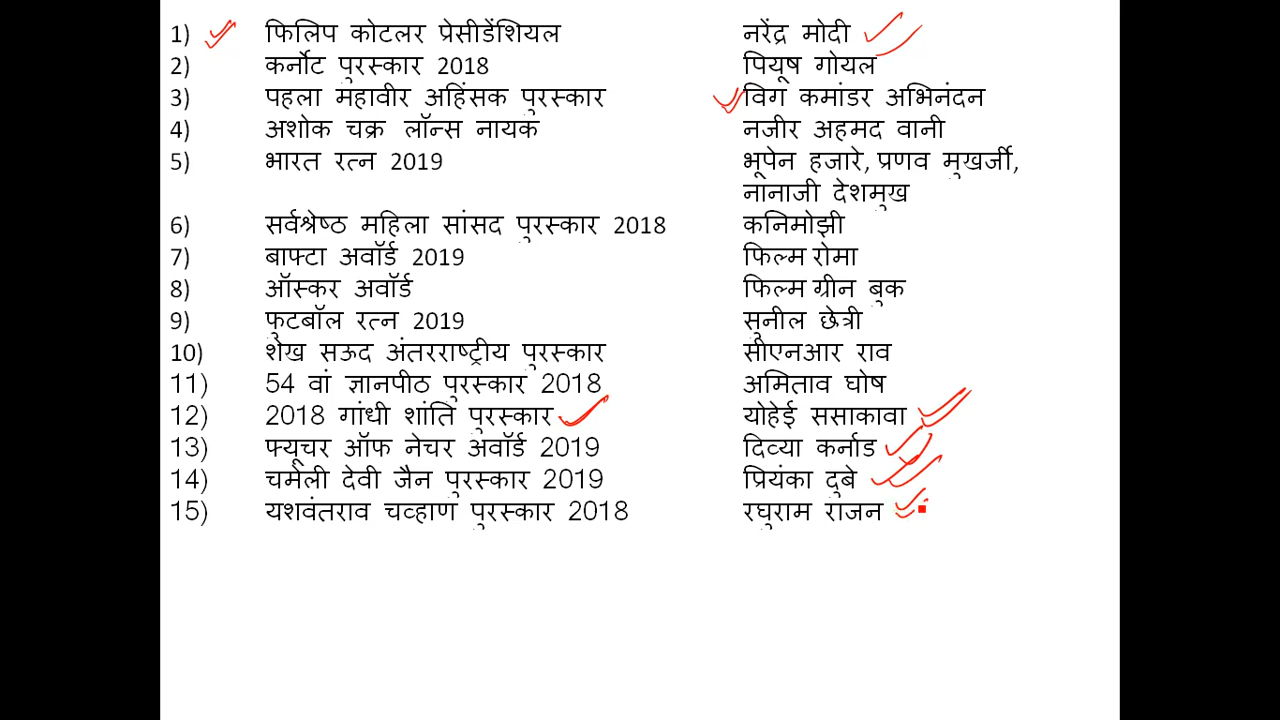 1) फिलिप कोटलर प्रेसीडेंशियल नरेंद्र मोदी
2) कर्नोट पुरस्कार 2018 पियूष गोयल
3) पहला महावीर अहिंसक पुरस्कार विग कमांडर अभिनंदन
4) अशोक चक्र लॉन्स नायक नजीर अहमद वानी
5) भारत रत्न 2019 भूपेन हजारे, प्रणव मुखर्जी,
नानाजी देशमुख
6) सर्वश्रेष्ठ महिला सांसद पुरस्कार 2018 कनिमोझी
7) बाफ्टा अवॉर्ड 2019 फिल्म रोमा
8) ऑस्कर अवॉर्ड फिल्म ग्रीन बुक
9) फुटबॉल रत्न 2019 सुनील छेत्री
10) शेख सऊद अंतरराष्ट्रीय पुरस्कार सीएनआर राव
11) 54 वां ज्ञानपीठ पुरस्कार 2018 अमिताव घोष
12) 2018 गांधी शांति पुरस्कार योहेई ससाकावा
13) फ्यूचर ऑफ नेचर अवॉर्ड 2019 दिव्या कर्नाड
14) चमेली देवी जैन पुरस्कार 2019 प्रियंका दुबे
15) यशवंतराव चव्हाण पुरस्कार 2018 रघुराम राजन